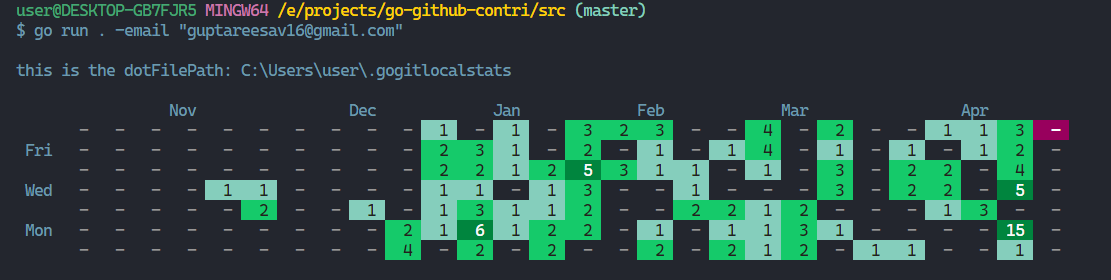 user@DESKTOP-GB7FJR5 MINGW64 /e/projects/go-github-contri/src (master)
$ go run . -email "guptareesav16@gmail.com"
this is the dotFilePath: C:\Users\user\.gogitlocalstats
Nov Dec Jan Feb Mar Apr
- - - - - - - - - - 1 - 1 - 3 2 3 - - 4 - 2 - - 1 1 3 -
Fri - - - - - - - - - - 2 3 1 - 2 - 1 - 1 4 - 1 - 1 - 1 2 -
- - - - - - - - - - 2 2 1 2 5 3 1 1 - 1 - 3 - 2 2 - 4 -
Wed - - - - 1 1 - - - - 1 1 - 1 3 - - 1 - - - 3 - 2 2 - 5 -
- - - - - 2 - - 1 - 1 3 1 1 2 - - 2 2 1 2 - - - 1 3 - -
Mon - - - - - - - - - 2 1 6 1 2 2 - 1 - 1 1 3 1 - - - - 15 -
- - - - - - - - - 4 - 2 - 2 - - 2 - 2 1 2 - 1 1 - - 1 -